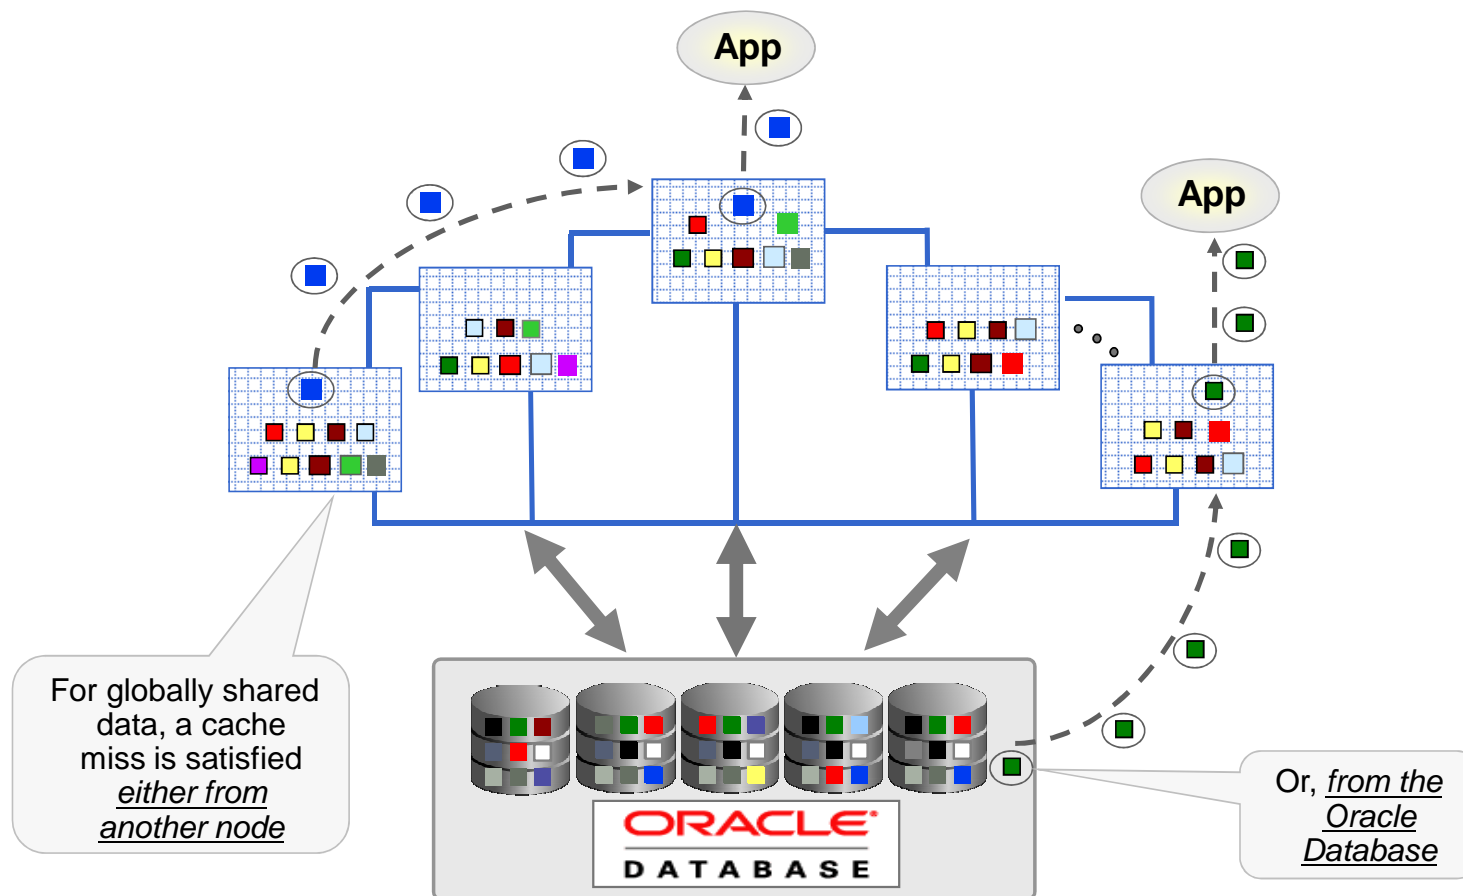 App
App
For globally shared
data, a cache
miss is satisfied
either from
another node
Or, from the
Oracle
Database
ORACLE
DATABASE